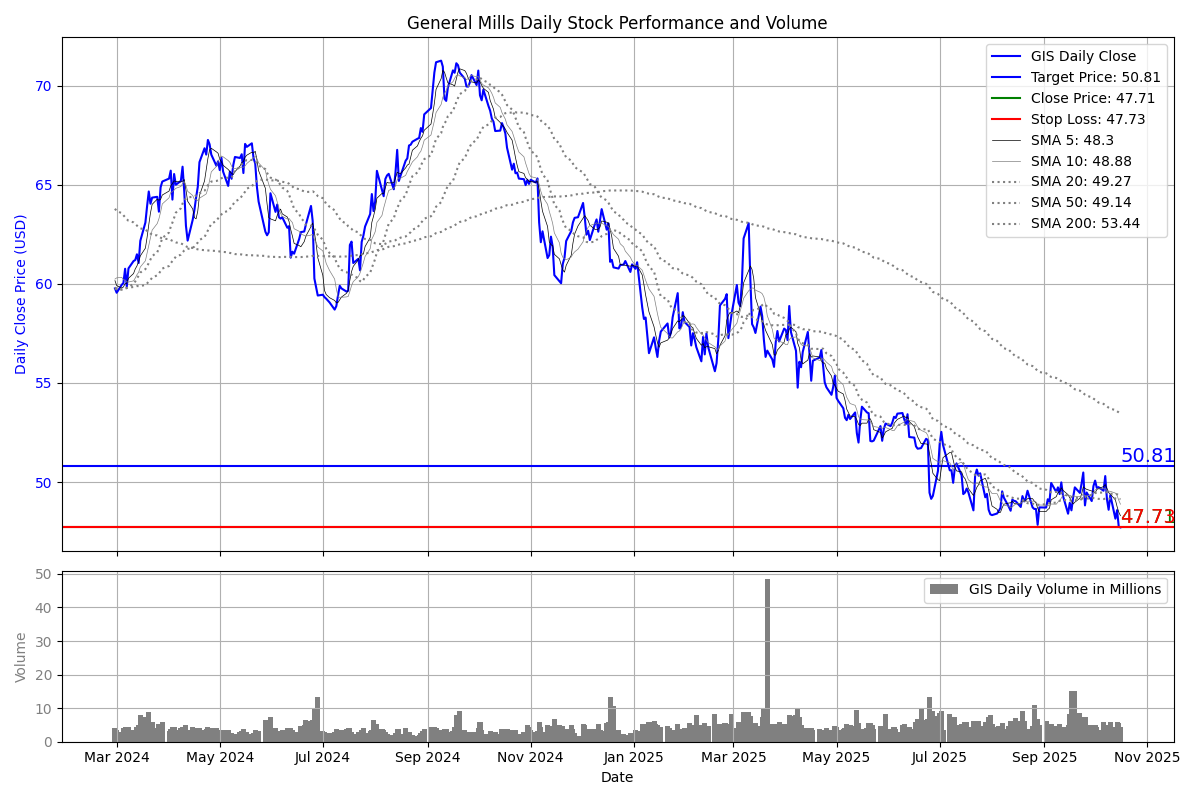 General Mills Daily Stock Performance and Volume
Daily Close Price (USD)
70
65
60
55
50
GIS Daily Close
Target Price: 50.81
Close Price: 47.71
Stop Loss: 47.73
SMA 5: 48.3
SMA 10: 48.88
SMA 20: 49.27
SMA 50: 49.14
SMA 200: 53.44
50.81
47.73
Volume
50
40
30
20
10
0
GIS Daily Volume in Millions
Mar 2024
May 2024
Jul 2024
Sep 2024
Nov 2024
Jan 2025
Mar 2025
May 2025
Jul 2025
Sep 2025
Nov 2025
Date